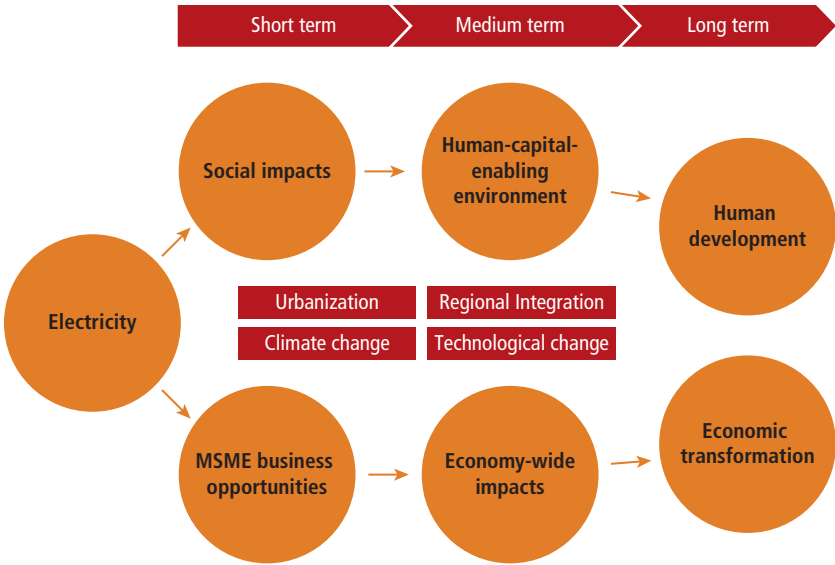 Short term
Medium term
Long term
Social impacts
Human-capital-
enabling
environment
Human
development
Electricity
Urbanization
Regional Integration
Climate change
Technological change
MSME business
opportunities
Economy-wide
impacts
Economic
transformation